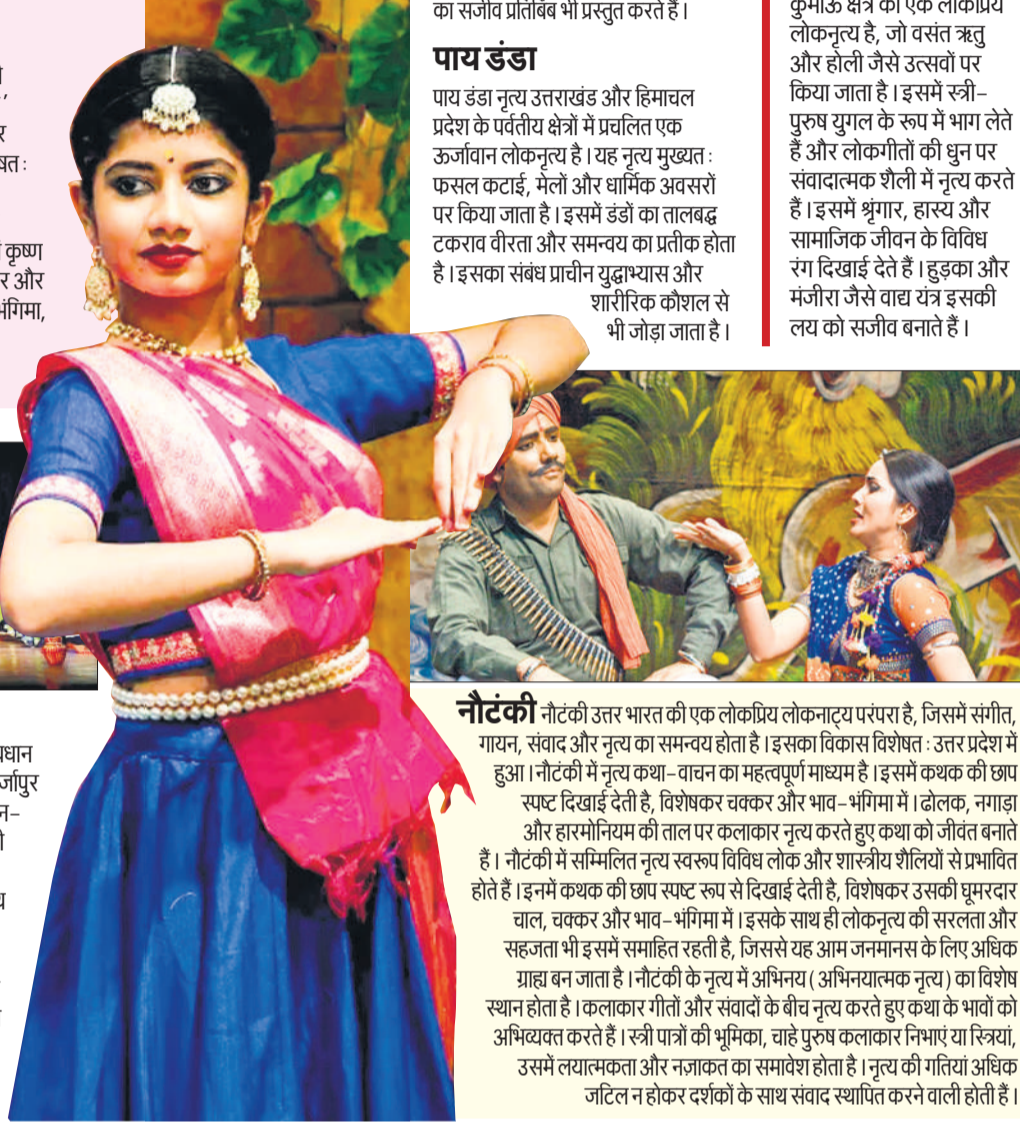 कृष्ण
र और
भंगिमा,
का सजीव प्रतिबिंब भी प्रस्तुत करते हैं।
पाय डंडा
पाय डंडा नृत्य उत्तराखंड और हिमाचल
प्रदेश के पर्वतीय क्षेत्रों में प्रचलित एक
ऊर्जावान लोकनृत्य है। यह नृत्य मुख्यत:
फसल कटाई, मेलों और धार्मिक अवसरों
पर किया जाता है। इसमें डंडों का तालबद्ध
टकराव वीरता और समन्वय का प्रतीक होता
है। इसका संबंध प्राचीन युद्धाभ्यास और
शारीरिक कौशल से
भी जोड़ा जाता है।
कुमाऊं क्षेत्र का एक लोकप्रिय
लोकनृत्य है, जो वसंत ऋतु
और होली जैसे उत्सवों पर
किया जाता है। इसमें स्त्री-
पुरुष युगल के रूप में भाग लेते
हैं और लोकगीतों की धुन पर
संवादात्मक शैली में नृत्य करते
हैं। इसमें श्रृंगार, हास्य और
सामाजिक जीवन के विविध
रंग दिखाई देते हैं। हुड़का और
मंजीरा जैसे वाद्य यंत्र इसकी
लय को सजीव बनाते हैं।
नौटंकी नौटंकी उत्तर भारत की एक लोकप्रिय लोकनाट्य परंपरा है, जिसमें संगीत,
गायन, संवाद और नृत्य का समन्वय होता है। इसका विकास विशेषत: उत्तर प्रदेश में
हुआ। नौटंकी में नृत्य कथा-वाचन का महत्वपूर्ण माध्यम है। इसमें कथक की छाप
स्पष्ट दिखाई देती है, विशेषकर चक्कर और भाव-भंगिमा में। ढोलक, नगाड़ा
और हारमोनियम की ताल पर कलाकार नृत्य करते हुए कथा को जीवंत बनाते
हैं। नौटंकी में सम्मिलित नृत्य स्वरूप विविध लोक और शास्त्रीय शैलियों से प्रभावित
होते हैं। इनमें कथक की छाप स्पष्ट रूप से दिखाई देती है, विशेषकर उसकी घूमरदार
चाल, चक्कर और भाव-भंगिमा में। इसके साथ ही लोकनृत्य की सरलता और
सहजता भी इसमें समाहित रहती है, जिससे यह आम जनमानस के लिए अधिक
ग्राह्य बन जाता है। नौटंकी के नृत्य में अभिनय (अभिनयात्मक नृत्य) का विशेष
स्थान होता है। कलाकार गीतों और संवादों के बीच नृत्य करते हुए कथा के भावों को
अभिव्यक्त करते हैं। स्त्री पात्रों की भूमिका, चाहे पुरुष कलाकार निभाएं या स्त्रियां,
उसमें लयात्मकता और नज़ाकत का समावेश होता है। नृत्य की गतियां अधिक
जटिल न होकर दर्शकों के साथ संवाद स्थापित करने वाली होती हैं।